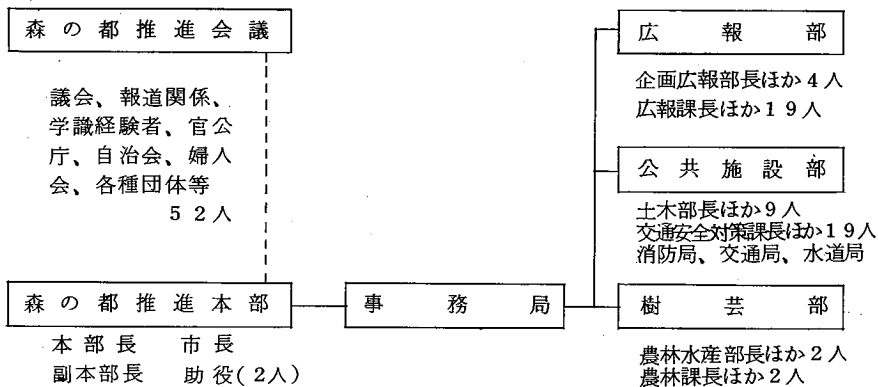 森の都推進会議
議会、報道関係、
学識経験者、官公
庁、自治会、婦人
会、各種団体等
52人
森の都推進本部
本部長 市長
副本部長 助役(2人)
事務局
広報部
企画広報部長ほか4人
広報課長ほか19人
公共施設部
土木部長ほか9人
交通安全対策課長ほか19人
消防局、交通局、水道局
樹芸部
農林水産部長ほか2人
農林課長ほか2人